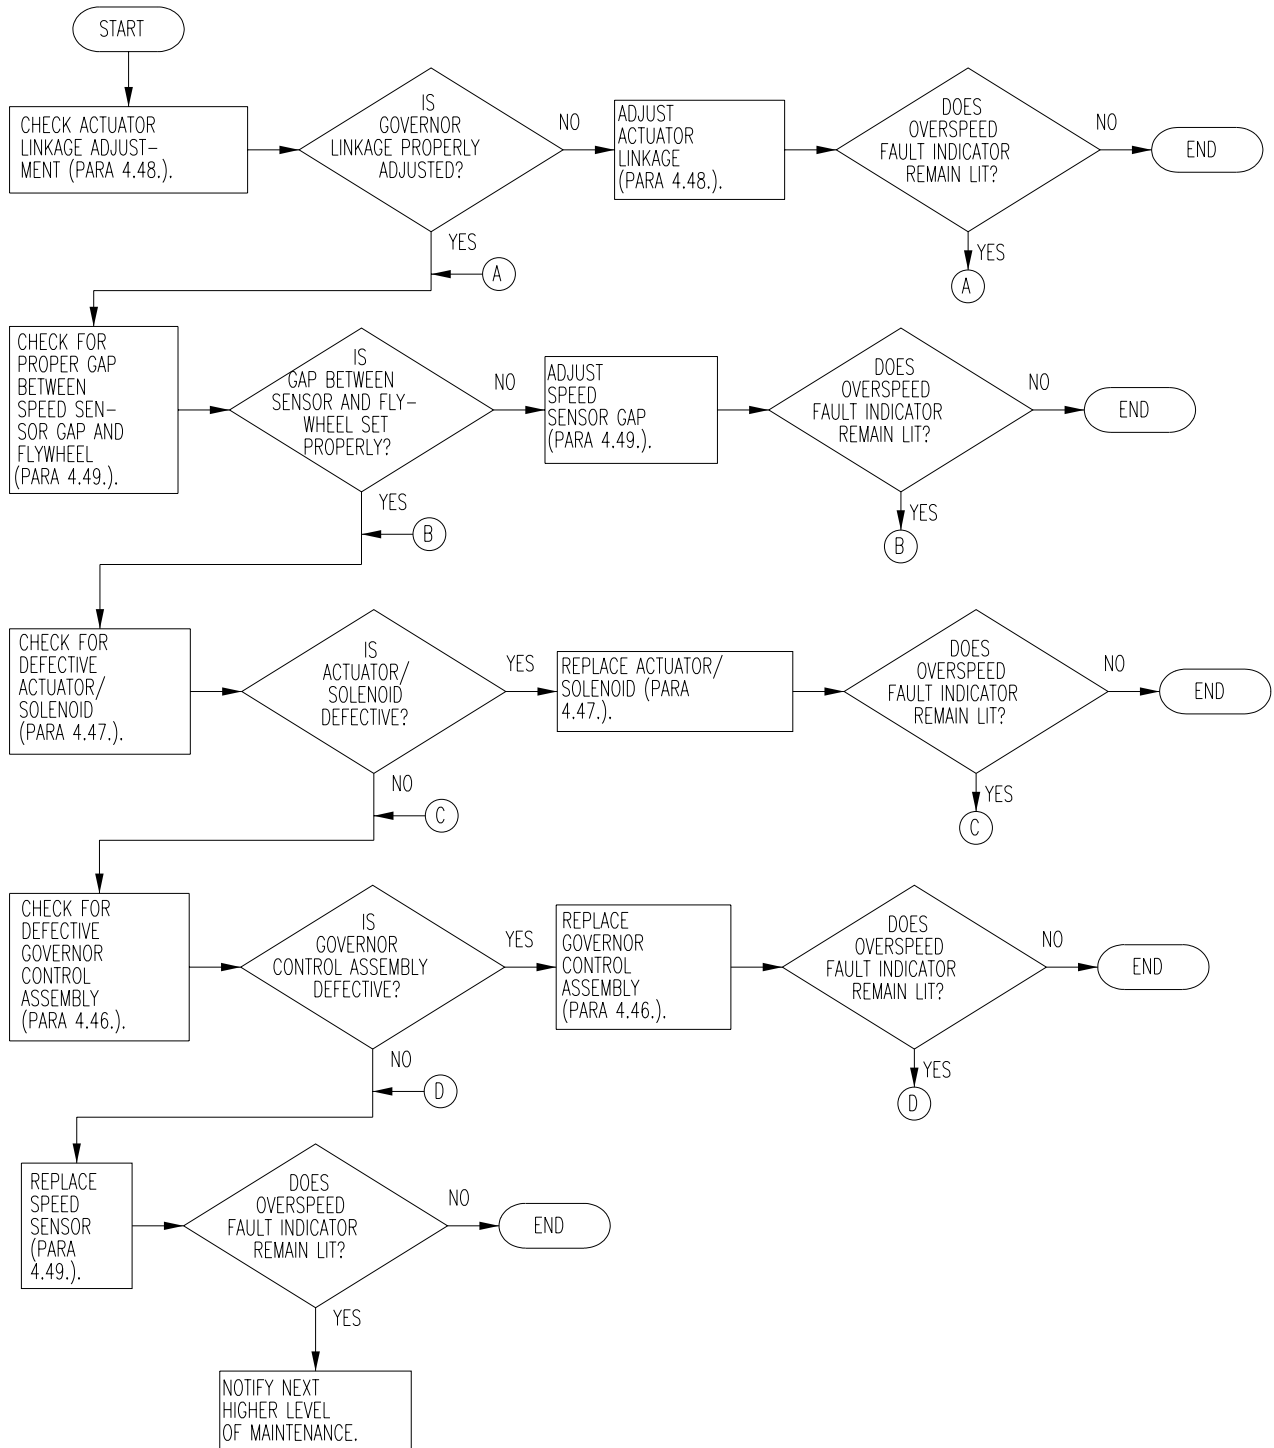 START
CHECK ACTUATOR
LINKAGE ADJUST-
MENT (PARA 4.48.).
IS
GOVERNOR
LINKAGE PROPERLY
ADJUSTED?
NO
ADJUST
ACTUATOR
LINKAGE
(PARA 4.48.).
DOES
OVERSPEED
FAULT INDICATOR
REMAIN LIT?
NO
END
YES
A
YES
A
CHECK FOR
PROPER GAP
BETWEEN
SPEED SEN-
SOR GAP AND
FLYWHEEL
(PARA 4.49.).
IS
GAP BETWEEN
SENSOR AND FLY-
WHEEL SET
PROPERLY?
NO
ADJUST
SPEED
SENSOR GAP
(PARA 4.49.).
DOES
OVERSPEED
FAULT INDICATOR
REMAIN LIT?
NO
END
YES
B
YES
B
CHECK FOR
DEFECTIVE
ACTUATOR/
SOLENOID
(PARA 4.47.).
IS
ACTUATOR/
SOLENOID
DEFECTIVE?
YES
REPLACE ACTUATOR/
SOLENOID (PARA
4.47.).
DOES
OVERSPEED
FAULT INDICATOR
REMAIN LIT?
NO
END
NO
C
YES
C
CHECK FOR
DEFECTIVE
GOVERNOR
CONTROL
ASSEMBLY
(PARA 4.46.).
IS
GOVERNOR
CONTROL ASSEMBLY
DEFECTIVE?
YES
REPLACE
GOVERNOR
CONTROL
ASSEMBLY
(PARA 4.46.).
DOES
OVERSPEED
FAULT INDICATOR
REMAIN LIT?
NO
END
NO
D
YES
D
REPLACE
SPEED
SENSOR
(PARA
4.49.).
DOES
OVERSPEED
FAULT INDICATOR
REMAIN LIT?
NO
END
YES
NOTIFY NEXT
HIGHER LEVEL
OF MAINTENANCE.